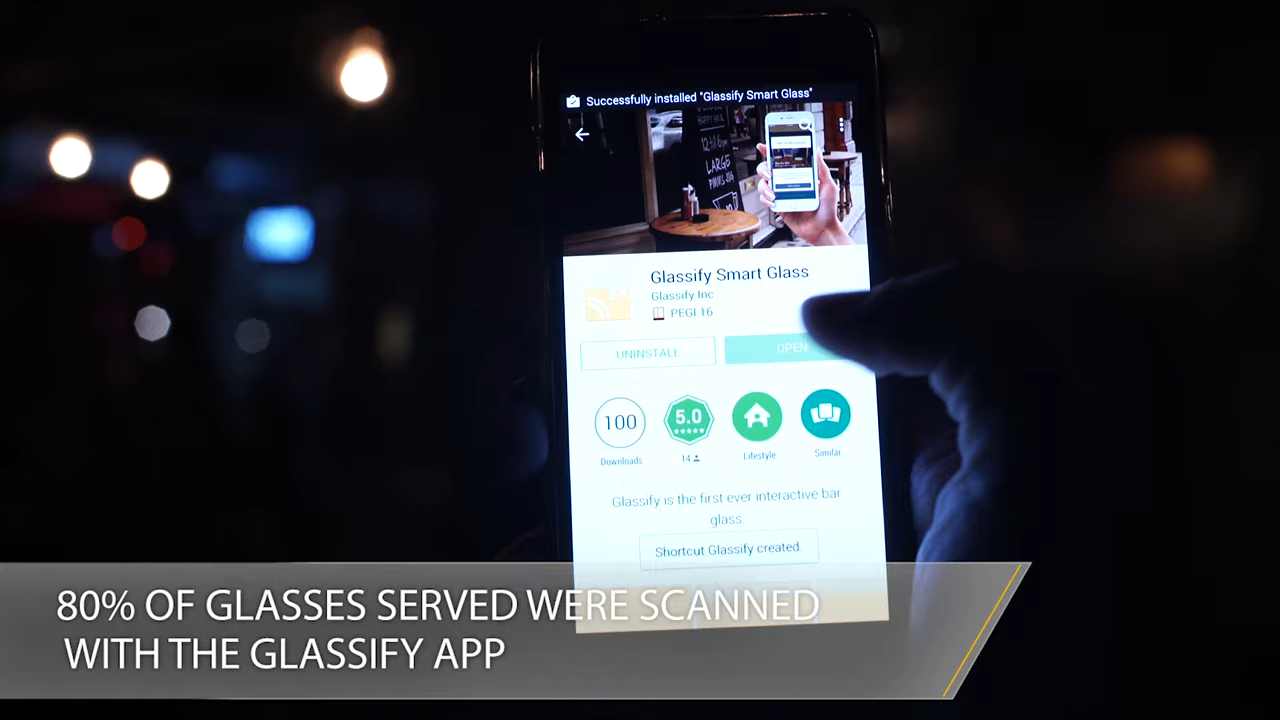 Successfully installed "Glassify Smart Glass"
LARGE
Glassify Smart Glass
Glassify Inc
PEGI 16
UNINSTALL
OPEN
100
5.0
Downloads
14
Lifestyle
Similar
Glassify is the first ever interactive bar
glass
Shortcut Glassify created.
80% OF GLASSES SERVED WERE SCANNED
WITH THE GLASSIFY APP